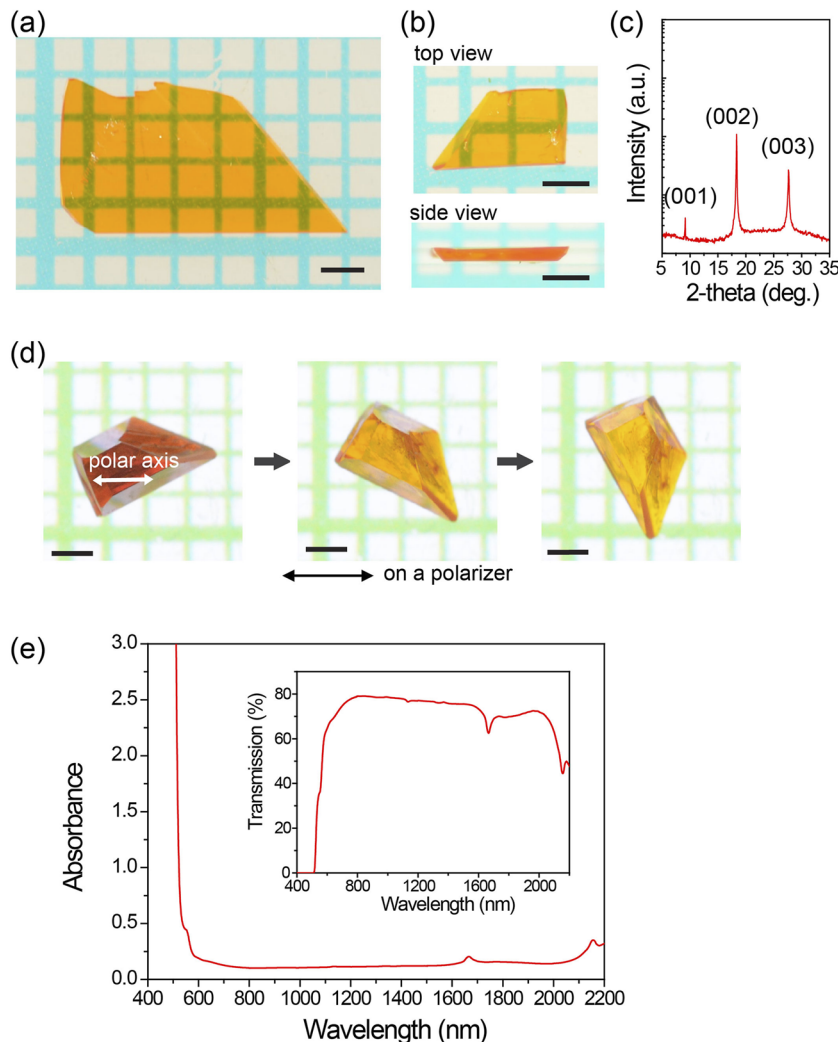 (a)
(b)
top view
side view
(c)
Intensity (a.u.)
(001)
(002)
(003)
5 10 15 20 25 30 35
2-theta (deg.)
(d)
polar axis
on a polarizer
(e)
Absorbance
3.0
2.5
2.0
1.5
1.0
0.5
0.0
400 600 800 1000 1200 1400 1600 1800 2000 2200
Wavelength (nm)
Transmission (%)
80
60
40
20
0
400 800 1200 1600 2000
Wavelength (nm)